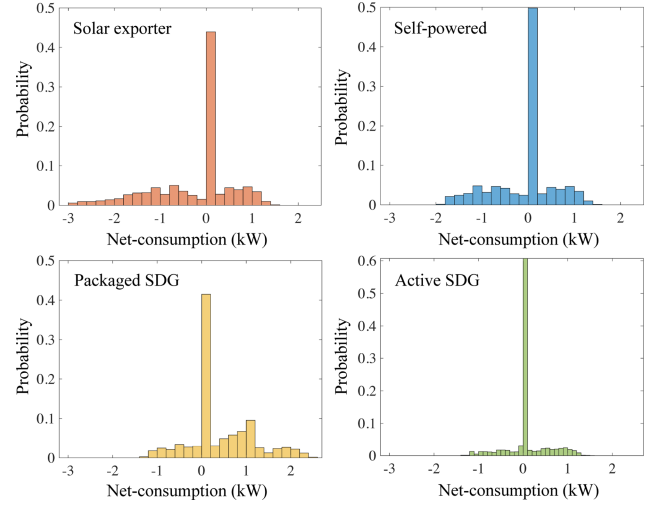 Solar exporter
Probability
0.5
0.4
0.3
0.2
0.1
0
-3 -2 -1 0 1 2
Net-consumption (kW)
Self-powered
Probability
0.5
0.4
0.3
0.2
0.1
0
-3 -2 -1 0 1 2
Net-consumption (kW)
Packaged SDG
Probability
0.5
0.4
0.3
0.2
0.1
0
-3 -2 -1 0 1 2
Net-consumption (kW)
Active SDG
Probability
0.6
0.5
0.4
0.3
0.2
0.1
0
-3 -2 -1 0 1 2
Net-consumption (kW)